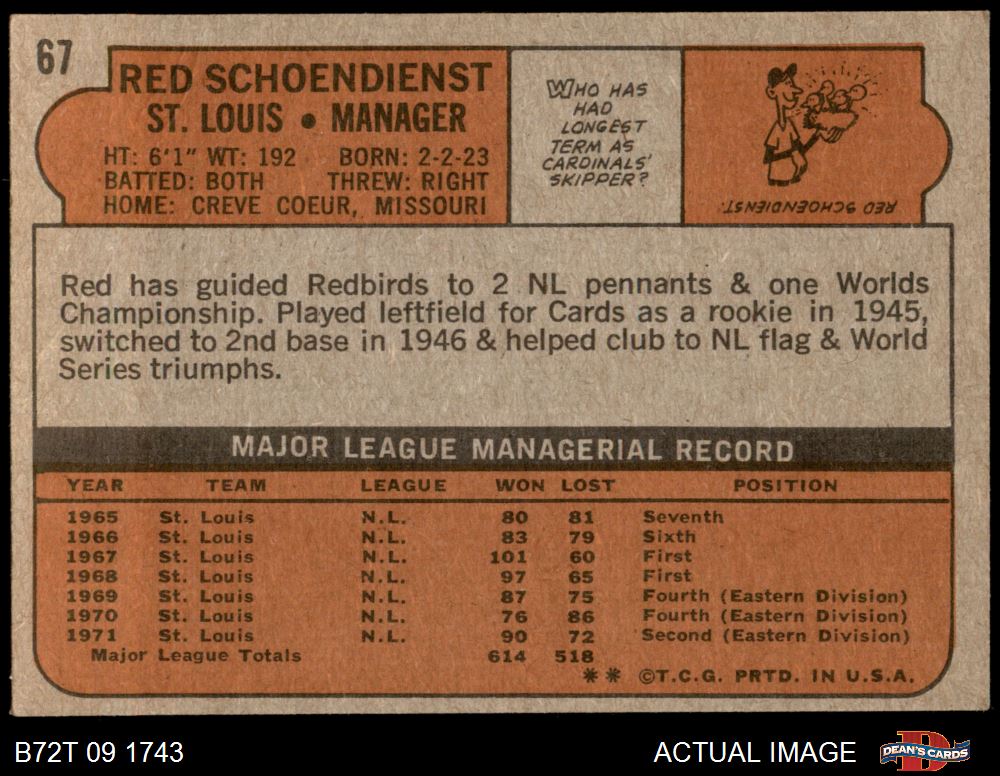 67
RED SCHOENDIENST
ST. LOUIS • MANAGER
HT: 6'1" WT: 192 BORN: 2-2-23
BATTED: BOTH THREW: RIGHT
HOME: CREVE COEUR, MISSOURI
WHO HAS
HAD
LONGEST
TERM AS
CARDINALS'
SKIPPER?
RED SCHOENDIENST.
Red has guided Redbirds to 2 NL pennants & one Worlds
Championship. Played leftfield for Cards as a rookie in 1945,
switched to 2nd base in 1946 & helped club to NL flag & World
Series triumphs.
MAJOR LEAGUE MANAGERIAL RECORD
YEAR TEAM LEAGUE WON LOST POSITION
1965 St. Louis N.L. 80 81 Seventh
1966 St. Louis N.L. 83 79 Sixth
1967 St. Louis N.L. 101 60 First
1968 St. Louis N.L. 97 65 First
1969 St. Louis N.L. 87 75 Fourth (Eastern Division)
1970 St. Louis N.L. 76 86 Fourth (Eastern Division)
1971 St. Louis N.L. 90 72 Second (Eastern Division)
Major League Totals 614 518
** ©T.C.G. PRTD. IN U.S.A.
B72T 09 1743 ACTUAL IMAGE DEAN'S CARDS